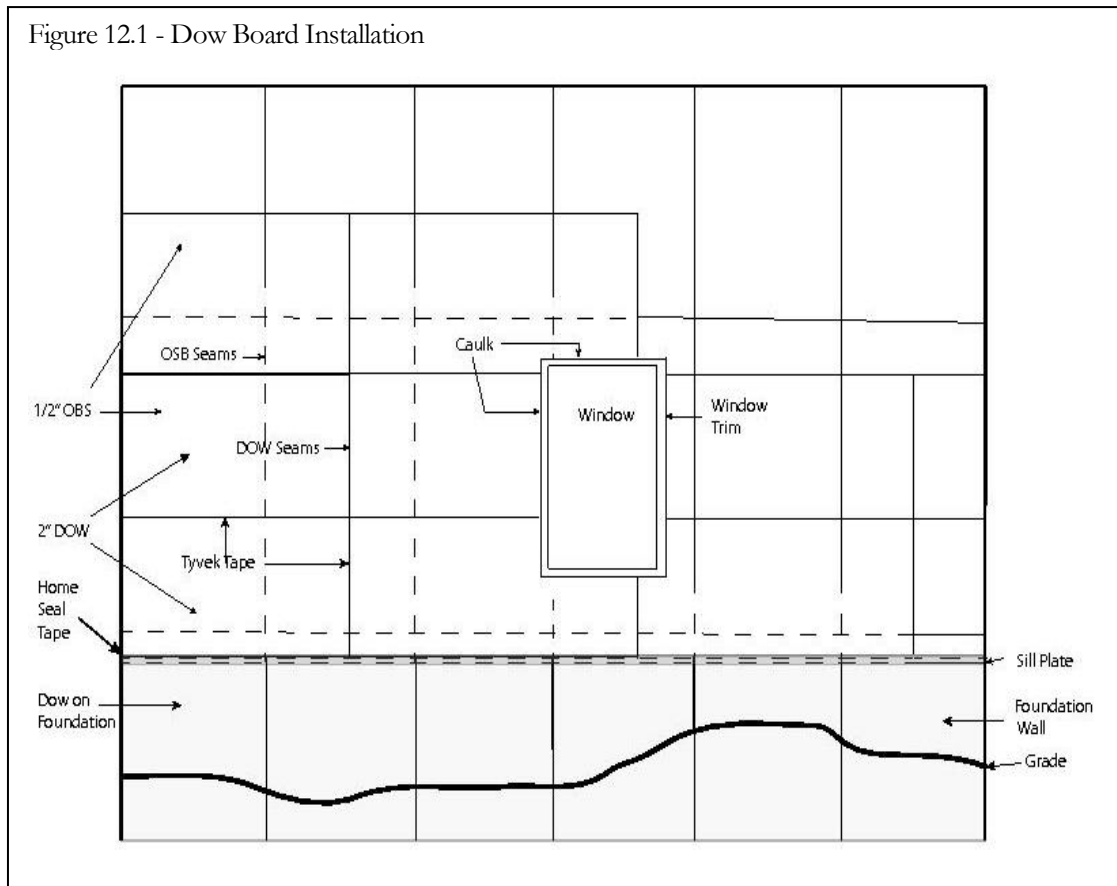 Figure 12.1 - Dow Board Installation
OSB Seams
Caulk
1/2" OBS
Window
Window
Trim
DOW Seams
2" DOW
Tyvek Tape
Home
Seal
Tape
Sill Plate
Dow on
Foundation
Foundation
Wall
Grade